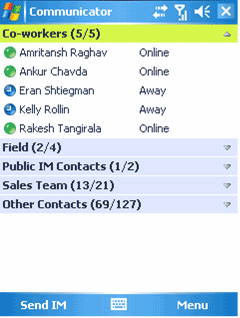 Communicator
Co-workers (5/5)
Amritansh Raghav Online
Ankur Chavda Online
Eran Shtiegman Away
Kelly Rollin Away
Rakesh Tangirala Online
Field (2/4)
Public IM Contacts (1/2)
Sales Team (13/21)
Other Contacts (69/127)
Send IM Menu